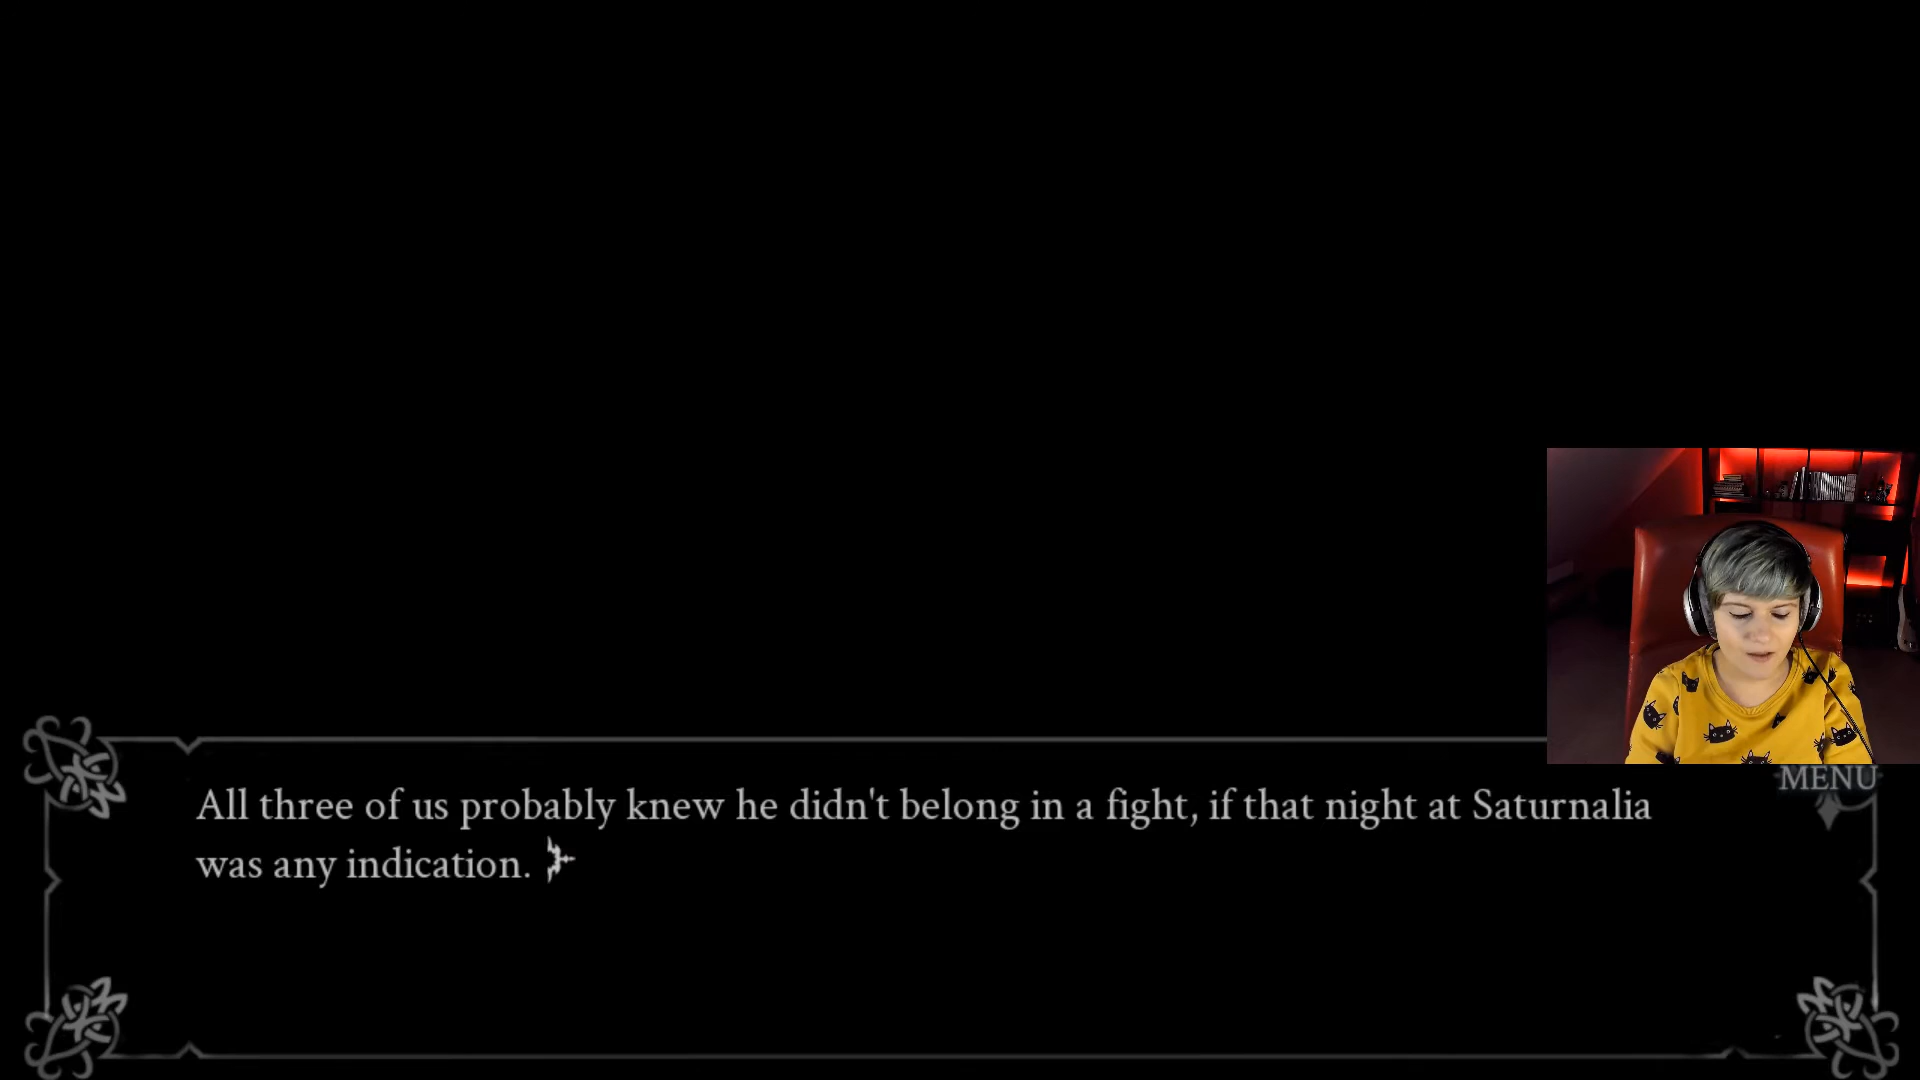 MENU
All three of us probably knew he didn't belong in a fight, if that night at Saturnalia
was any indication.